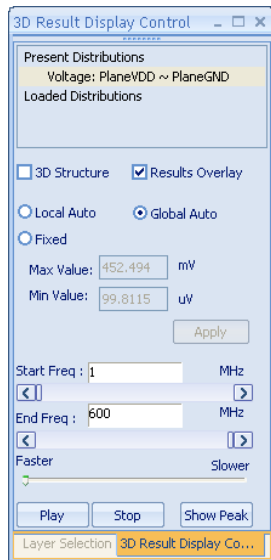 3D Result Display Control
Present Distributions
Voltage: PlaneVDD ~ PlaneGND
Loaded Distributions
3D Structure Results Overlay
Local Auto Global Auto
Fixed
Max Value: 452.494 mV
Min Value: 99.8115 uV
Apply
Start Freq : 1 MHz
End Freq : 600 MHz
Faster Slower
Play Stop Show Peak
Layer Selection 3D Result Display Co...